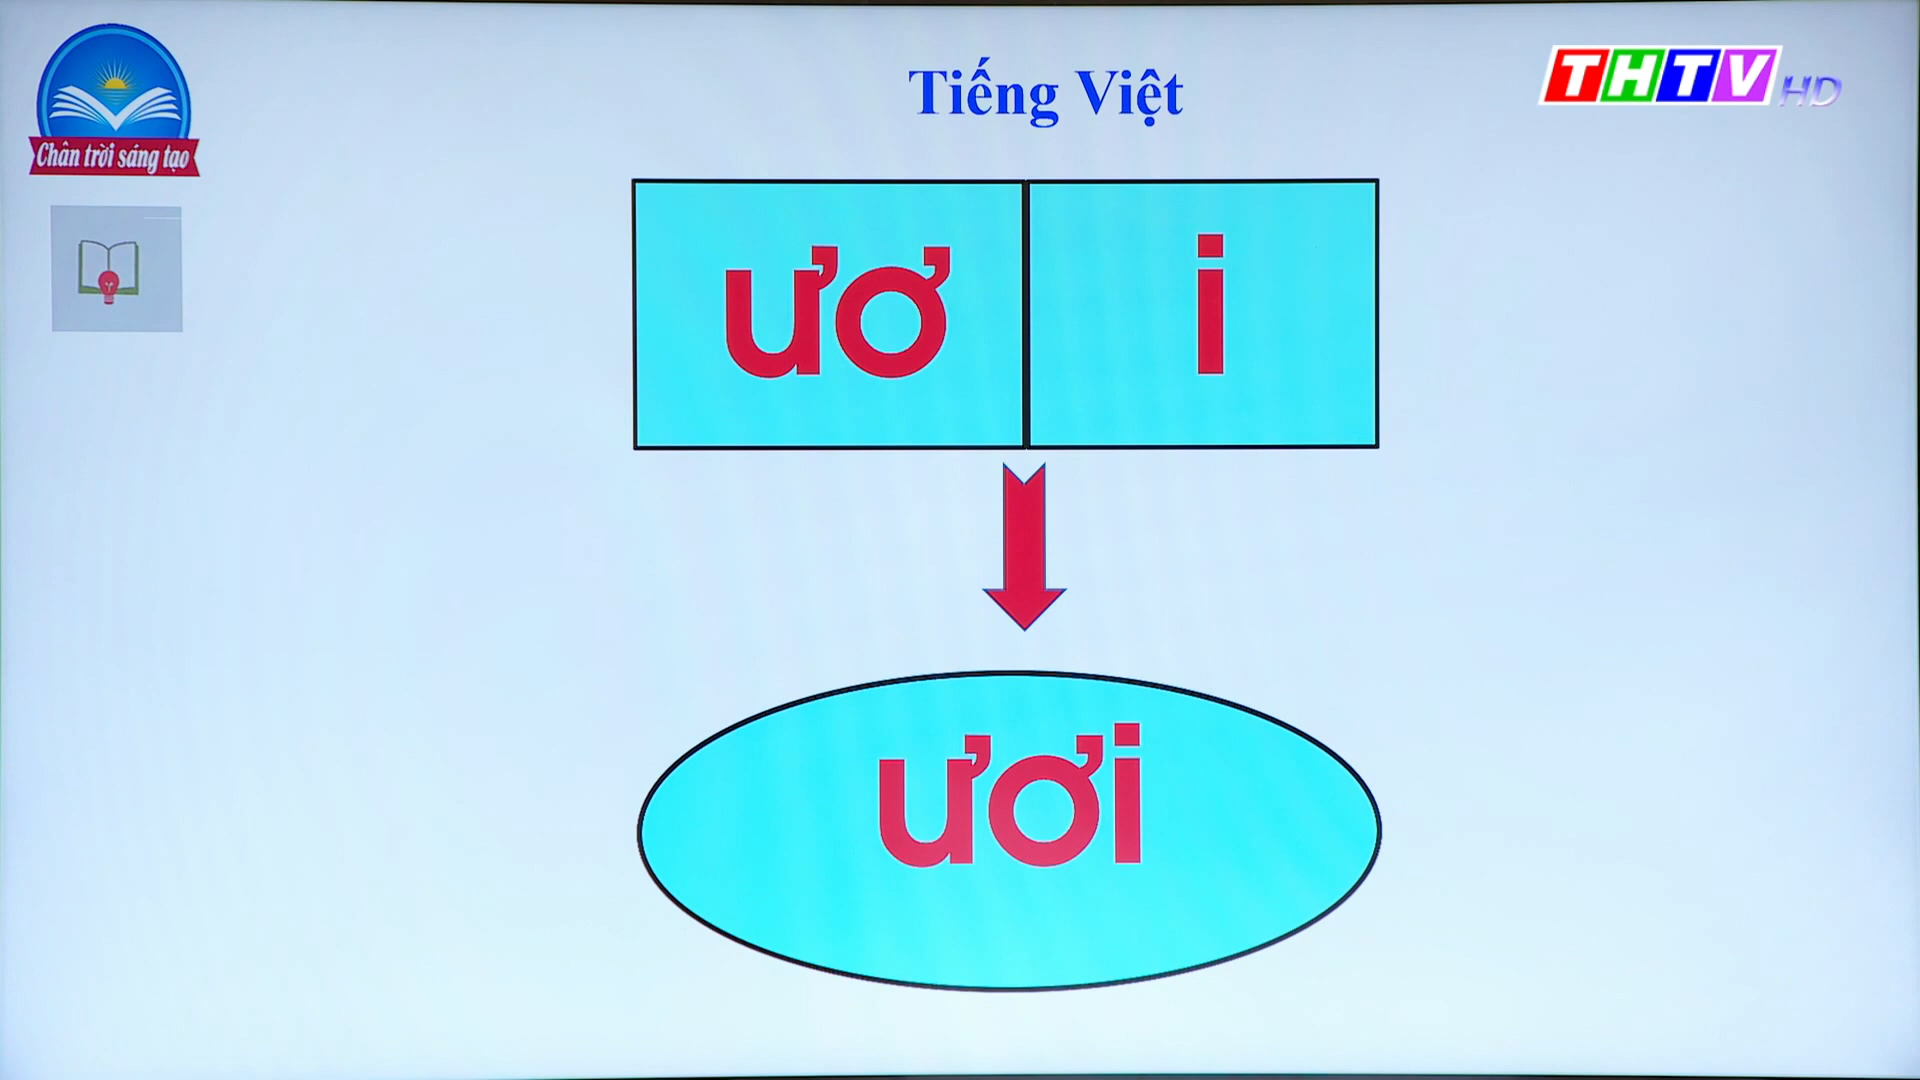 Tiếng Việt
THTV HD
Chân trời sáng tạo
ươ i
ươi